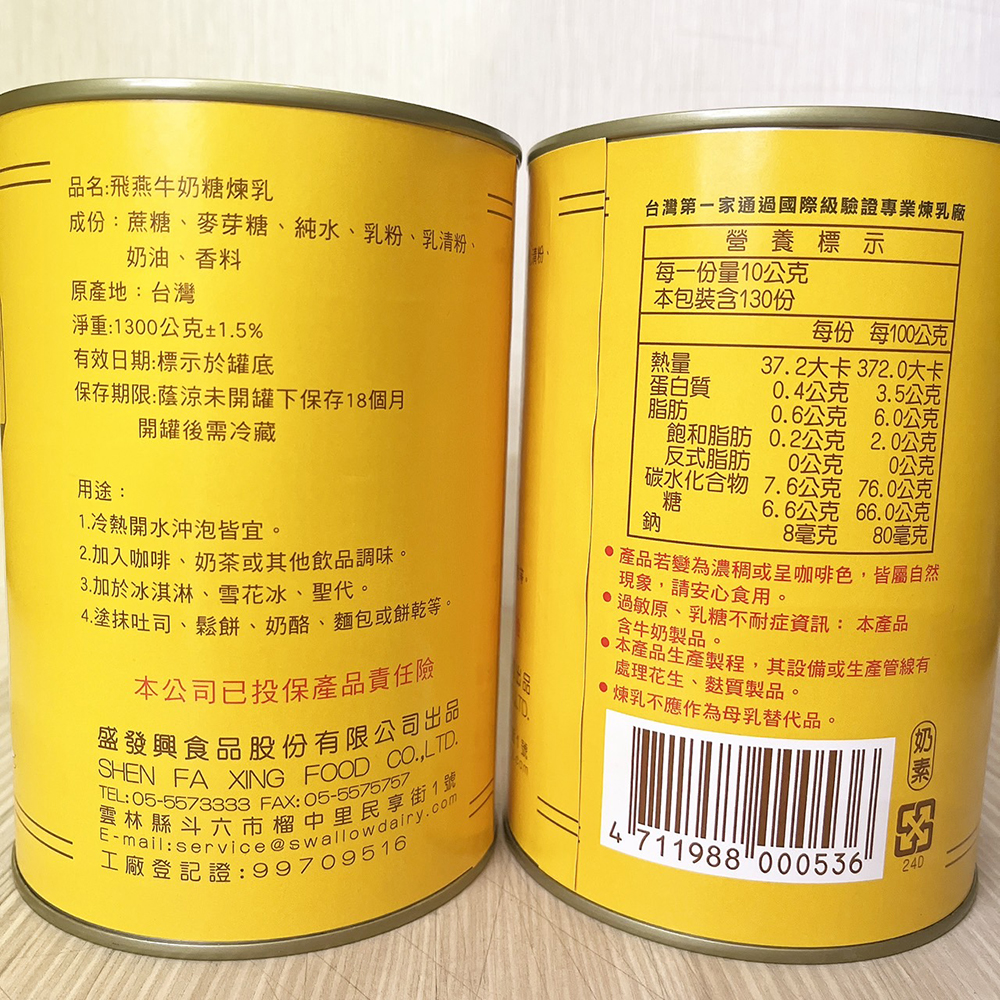 品名:飛燕牛奶糖煉乳
成份：蔗糖、麥芽糖、純水、乳粉、乳清粉、
奶油、香料
原產地：台灣
淨重:1300公克±1.5%
有效日期:標示於罐底
保存期限:蔭涼未開罐下保存18個月
開罐後需冷藏
用途：
1.冷熱開水沖泡皆宜。
2.加入咖啡、奶茶或其他飲品調味。
3.加於冰淇淋、雪花冰、聖代。
4.塗抹吐司、鬆餅、奶酪、麵包或餅乾等。
本公司已投保產品責任險
盛發興食品股份有限公司出品
SHEN FA XING FOOD CO.,LTD.
TEL:05-5573333 FAX:05-5575757
雲林縣斗六市榴中里民享街1號
E-mail:service@swallowdairy.com
工廠登記證:99709516
台灣第一家通過國際級驗證專業煉乳廠
營養標示
每一份量10公克
本包裝含130份
每份 每100公克
熱量 37.2大卡 372.0大卡
蛋白質 0.4公克 3.5公克
脂肪 0.6公克 6.0公克
飽和脂肪 0.2公克 2.0公克
反式脂肪 0公克 0公克
碳水化合物 7.6公克 76.0公克
糖 6.6公克 66.0公克
鈉 8毫克 80毫克
●產品若變為濃稠或呈咖啡色，皆屬自然
現象，請安心食用。
●過敏原、乳糖不耐症資訊：本產品
含牛奶製品。
●本產品生產製程，其設備或生產管線有
處理花生、麩質製品。
●煉乳不應作為母乳替代品。
奶素
4 711988 000536
24D